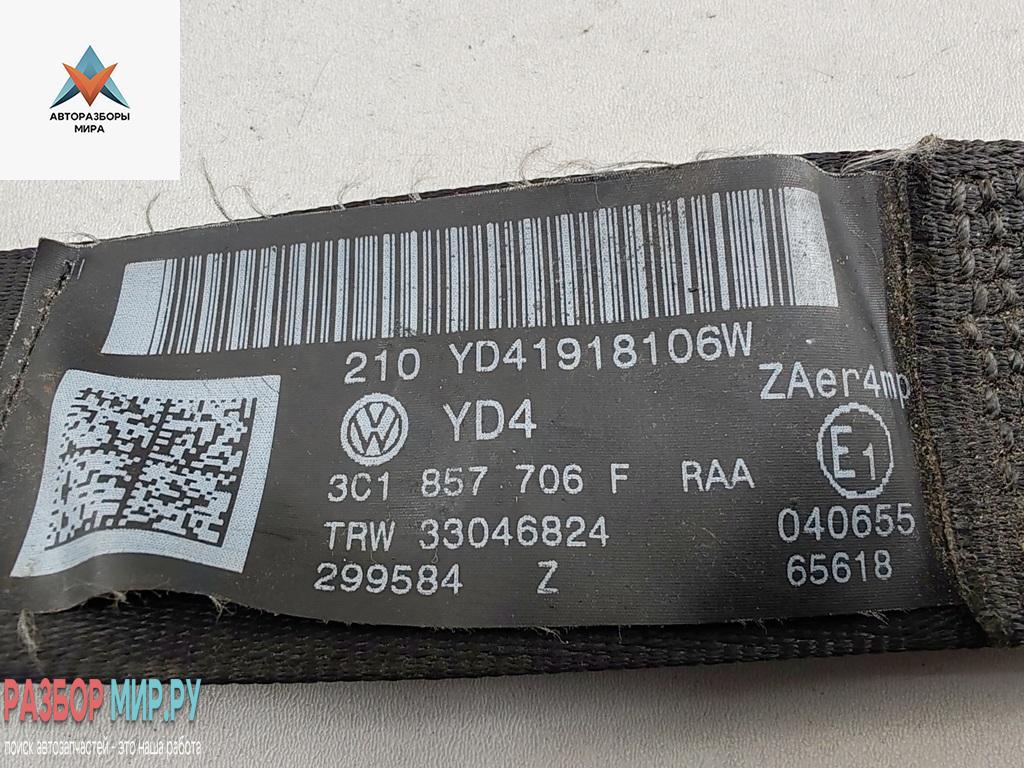 АВТОРАЗБОРЫ
МИРА
210 YD41918106W
ZAer4mp
YD4
E1
3C1 857 706 F RAA
TRW 33046824
040655
299584 Z
65618
РАЗБОР МИР.РУ
поиск автозапчастей - это наша работа